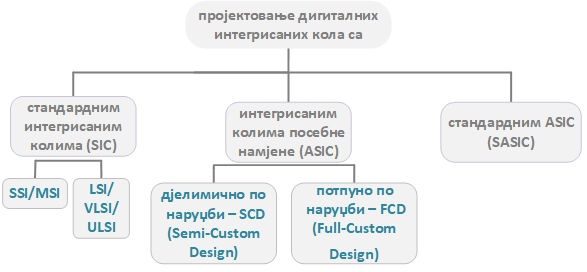 пројектовање дигиталних
интегрисаних кола са
стандардним
интегрисаним
колима (SIC)
интегрисаним
колима посебне
намјене (ASIC)
стандардним ASIC
(SASIC)
SSI/MSI
LSI/
VLSI/
ULSI
дјелимично по
наруџби – SCD
(Semi-Custom
Design)
потпуно по
наруџби – FCD
(Full-Custom
Design)